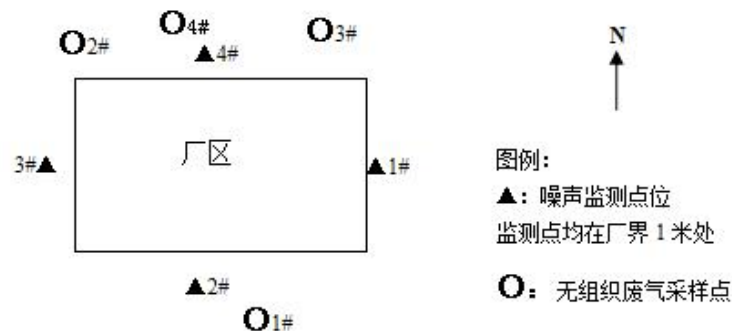 O4#
O2#
O3#
▲4#
N
3#▲
厂区
▲1#
图例:
▲: 噪声监测点位
监测点均在厂界 1 米处
▲2#
O1#
O: 无组织废气采样点